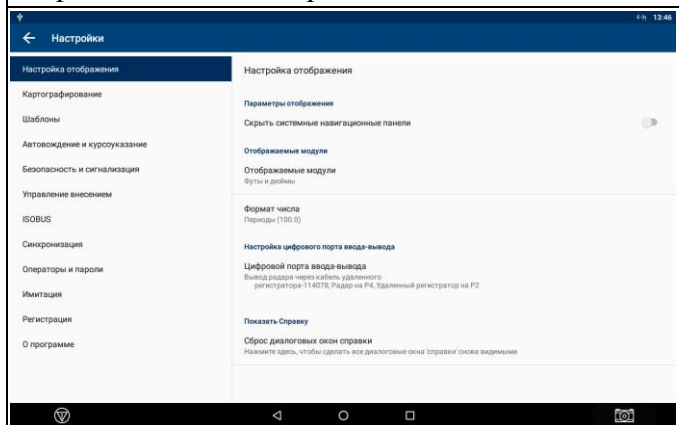 13:46
Настройки
Настройка отображения
Картографирование
Шаблоны
Автовождение и курсоуказание
Безопасность и сигнализация
Управление внесением
ISOBUS
Синхронизация
Операторы и пароли
Имитация
Регистрация
О программе
Настройка отображения
Параметры отображения
Скрыть системные навигационные панели
Отображаемые модули
Отображаемые модули
Футы и дюймы
Формат числа
Периоды (100.0)
Настройка цифрового порта ввода-вывода
Цифровой порта ввода-вывода
Вывод радара через кабель удаленного
регистратора-114078; Радар на P4, Удаленный регистратор на P2
Показать Справку
Сброс диалоговых окон справки
Нажмите здесь, чтобы сделать все диалоговые окна 'справки' снова видимыми